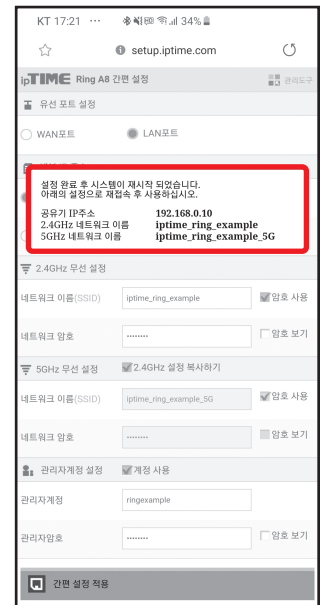 KT 17:21 ··· 34%
setup.iptime.com
ipTIME Ring A8 간편 설정 관리도구
유선 포트 설정
WAN포트 LAN포트
설정 완료 후 시스템이 재시작 되었습니다.
아래의 설정으로 재접속 후 사용하십시오.
공유기 IP주소 192.168.0.10
2.4GHz 네트워크 이름 iptime_ring_example
5GHz 네트워크 이름 iptime_ring_example_5G
2.4GHz 무선 설정
네트워크 이름(SSID) iptime_ring_example 암호 사용
네트워크 암호 ········ 암호 보기
5GHz 무선 설정 2.4GHz 설정 복사하기
네트워크 이름(SSID) iptime_ring_example_5G 암호 사용
네트워크 암호 ········ 암호 보기
관리자계정 설정 계정 사용
관리자계정 ringexample
관리자암호 ········ 암호 보기
간편 설정 적용